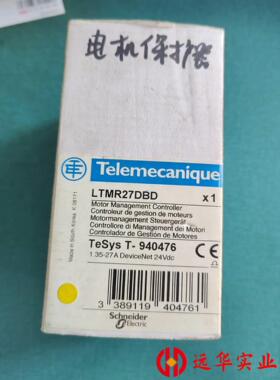 电机保护器
Telemecanique
LTMR27DBD x1
Motor Management Controller
Controleur de gestion de moteurs
Motormanagement Steuergerät
Controllore di Management dei Motori
Controlador de Gestión de Motores
TeSys T- 940476
1.35-27A DeviceNet 24Vdc
3 389119 404761
Schneider
Electric
远华实业